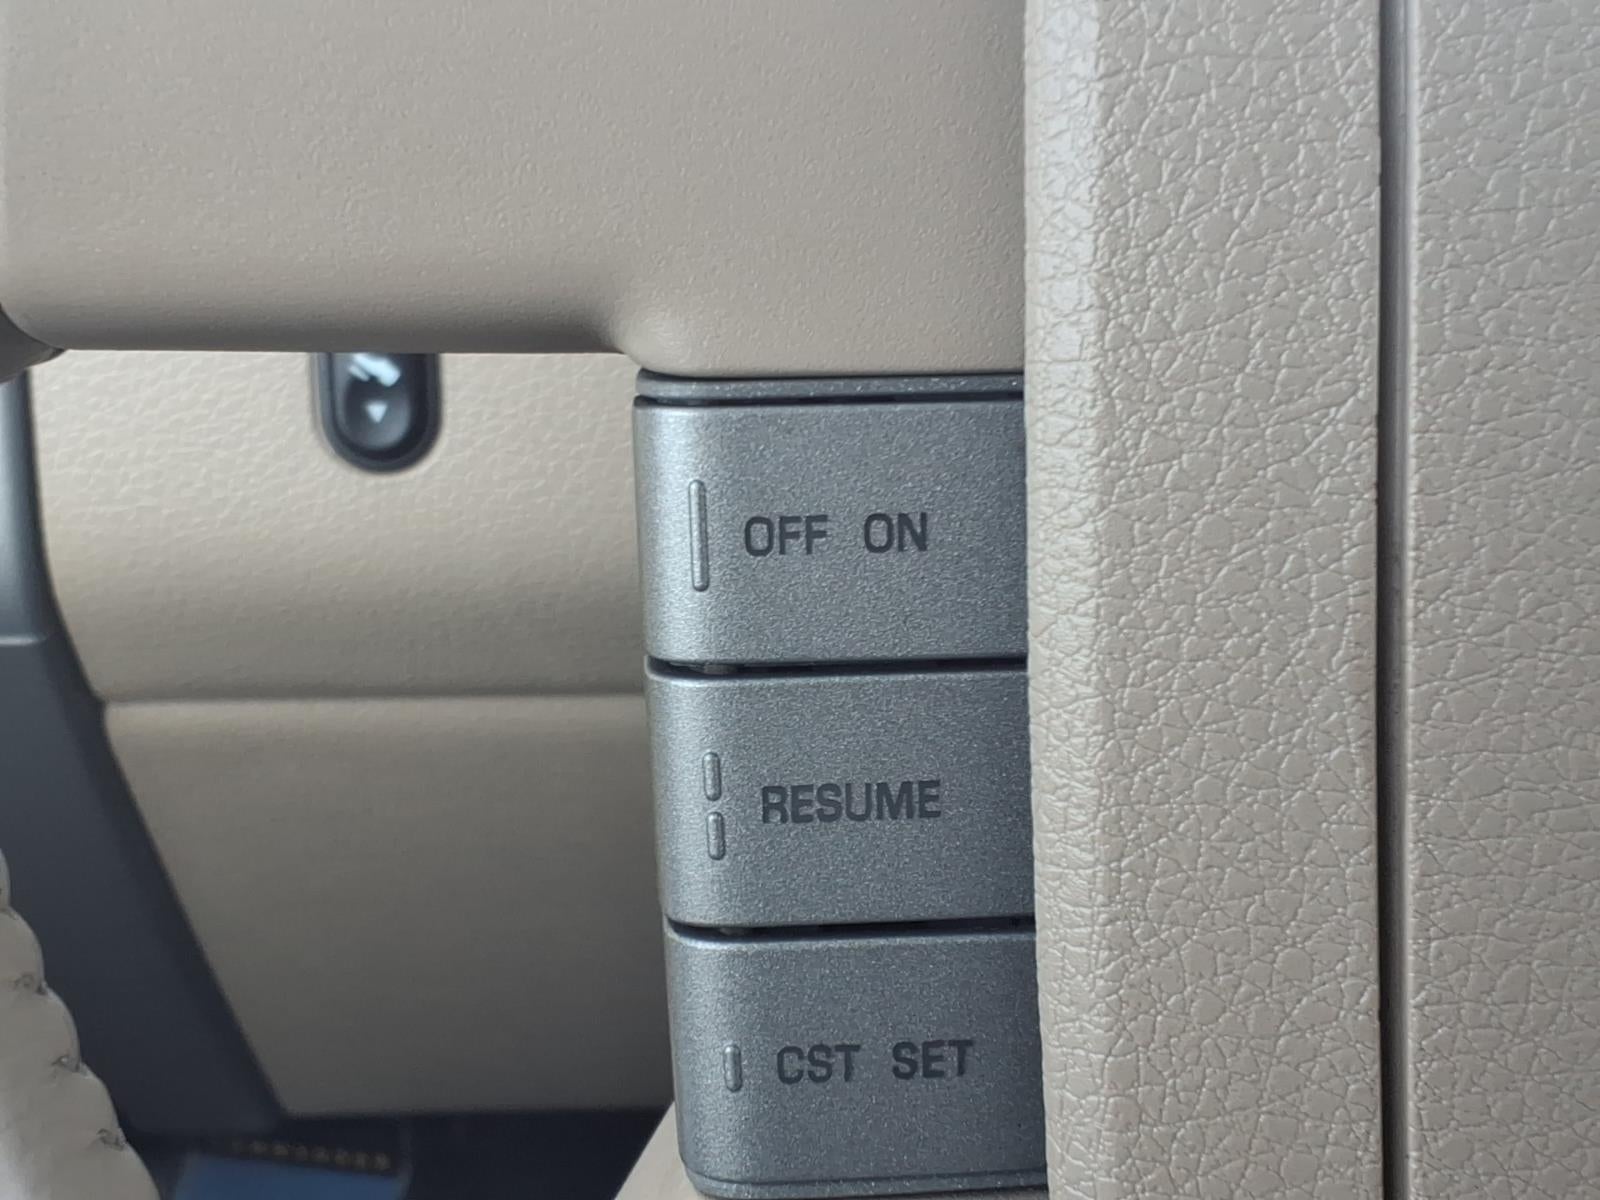 OFF ON
RESUME
CST SET